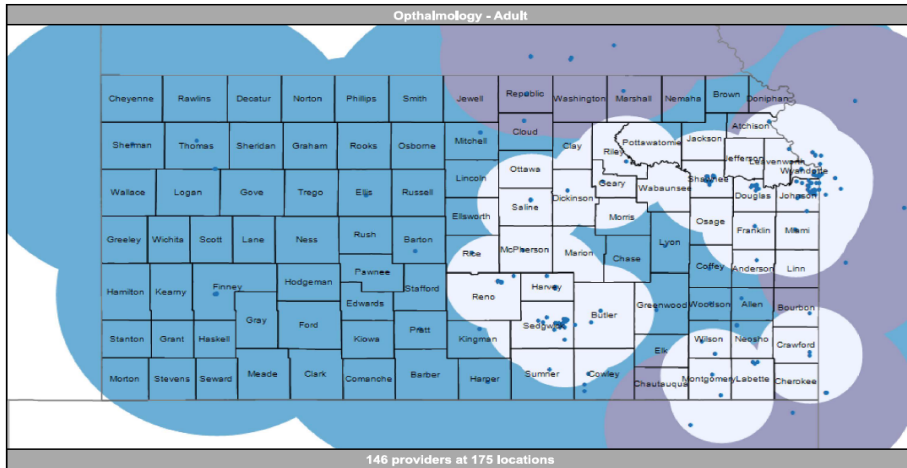 Opthalmology - Adult
Cheyenne Rawlins Decatur Norton Phillips Smith Jewell Republic Washington Marshall Nemaha Brown Doniphan
Atchison
Sherman Thomas Sheridan Graham Rooks Osborne Mitchell Cloud Clay Riley Pottawatomie Jackson
Jefferson Leavenworth
Wyandotte
Wallace Logan Gove Trego Ellis Russell Lincoln Ottawa Geary Wabaunsee Shawnee
Saline Dickinson Morris Douglas Johnson
Ellsworth Osage
Greeley Wichita Scott Lane Ness Rush Barton Franklin Miami
Rice McPherson Marion Chase Lyon
Pawnee Coffey Anderson Linn
Hamilton Kearny Finney Hodgeman Stafford Reno Harvey
Edwards Greenwood Woodson Allen Bourbon
Gray Ford Butler
Stanton Grant Haskell Kiowa Pratt Kingman Sedgwick Wilson Neosho Crawford
Elk
Morton Stevens Seward Meade Clark Comanche Barber Harper Sumner Cowley Chautauqua Montgomery Labette Cherokee
146 providers at 175 locations